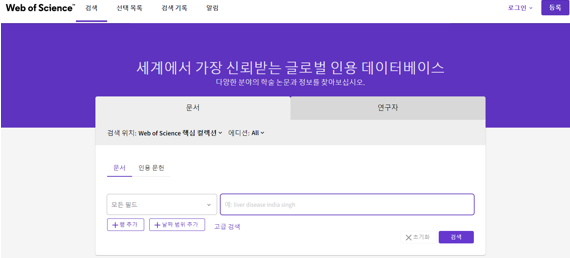 Web of Science™ 검색 선택 목록 검색 기록 알림 로그인 등록
세계에서 가장 신뢰받는 글로벌 인용 데이터베이스
다양한 분야의 학술 논문과 정보를 찾아보십시오.
문서 연구자
검색 위치: Web of Science 핵심 컬렉션 에디션: All
문서 인용 문헌
모든 필드 예: liver disease india singh
+ 행 추가 + 날짜 범위 추가 고급 검색
× 초기화 검색